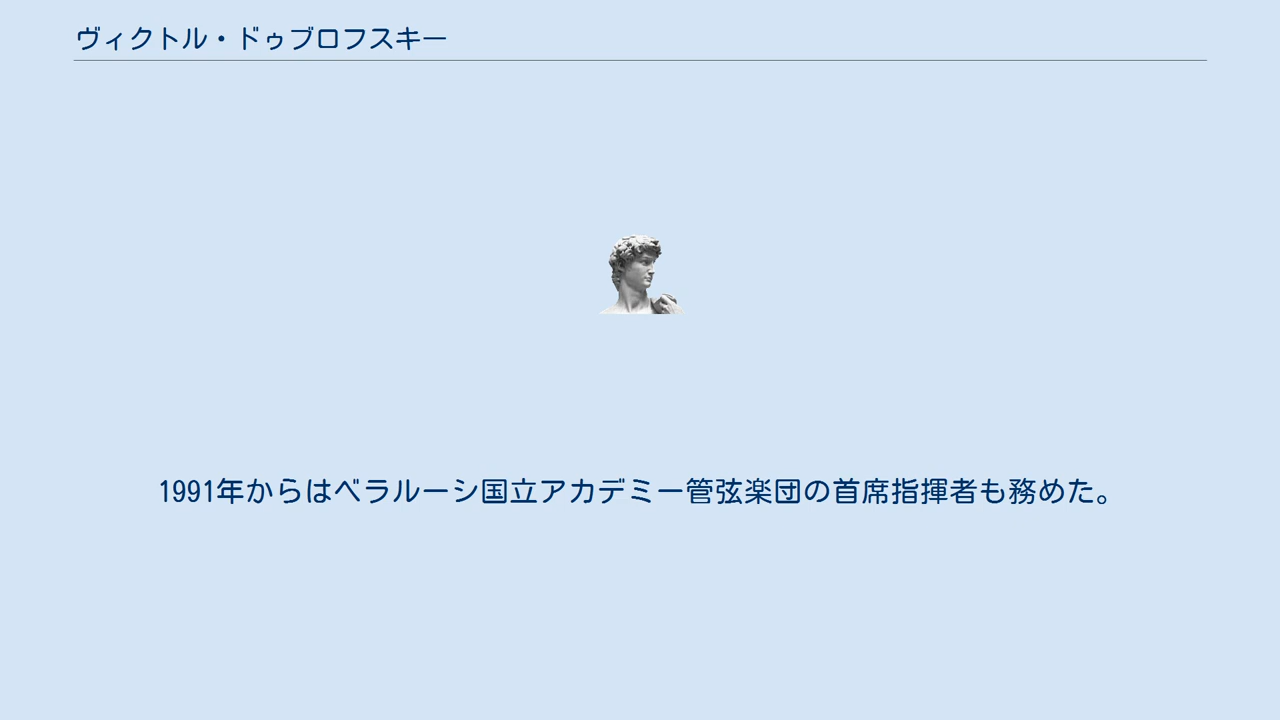 ヴィクトル・ドゥブロフスキー
1991年からはベラルーシ国立アカデミー管弦楽団の首席指揮者も務めた。